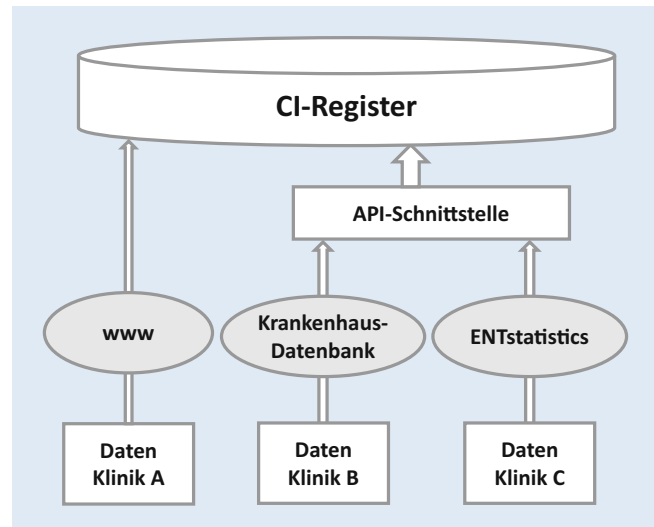 CI-Register
API-Schnittstelle
www
Krankenhaus-
Datenbank
ENTstatistics
Daten
Klinik A
Daten
Klinik B
Daten
Klinik C